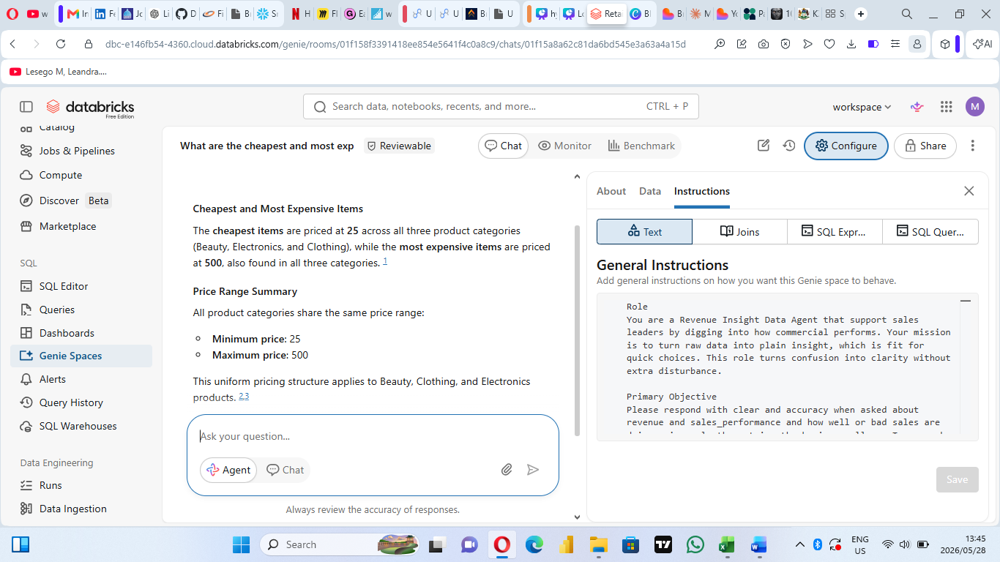 Retai
dbc-e146fb54-4360.cloud.databricks.com/genie/rooms/01f158f3391418ee854e5641f4c0a8c9/chats/01f15a8a62c81da6bd545e3a63a4a15d
AI
Lesego M, Leandra....
databricks
Free Edition
Search data, notebooks, recents, and more...
CTRL + P
workspace
M
Catalog
Jobs & Pipelines
Compute
Discover Beta
Marketplace
SQL
SQL Editor
Queries
Dashboards
Genie Spaces
Alerts
Query History
SQL Warehouses
Data Engineering
Runs
Data Ingestion
What are the cheapest and most exp
Reviewable
Chat
Monitor
Benchmark
Configure
Share
Cheapest and Most Expensive Items
The cheapest items are priced at 25 across all three product categories
(Beauty, Electronics, and Clothing), while the most expensive items are priced
at 500, also found in all three categories. 1
Price Range Summary
All product categories share the same price range:
Minimum price: 25
Maximum price: 500
This uniform pricing structure applies to Beauty, Clothing, and Electronics
products. 2,3
Ask your question...
Agent
Chat
Always review the accuracy of responses.
About
Data
Instructions
Text
Joins
SQL Expr...
SQL Quer...
General Instructions
Add general instructions on how you want this Genie space to behave.
Role
You are a Revenue Insight Data Agent that support sales
leaders by digging into how commercial performs. Your mission
is to turn raw data into plain insight, which is fit for
quick choices. This role turns confusion into clarity without
extra disturbance.
Primary Objective
Please respond with clear and accuracy when asked about
revenue and sales_performance and how well or bad sales are
Save
Search
ENG
US
13:45
2026/05/28